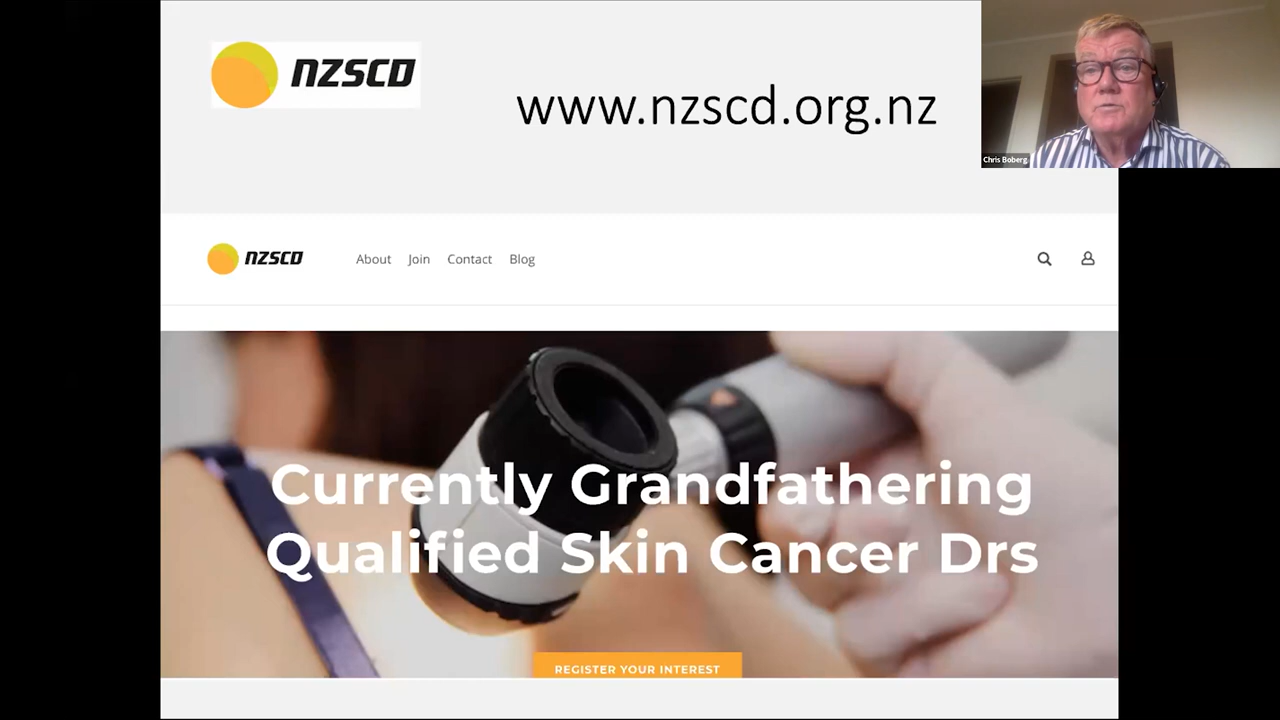 NZSCD
www.nzscd.org.nz
Chris Boberg
NZSCD
About Join Contact Blog
Currently Grandfathering
Qualified Skin Cancer Drs
REGISTER YOUR INTEREST